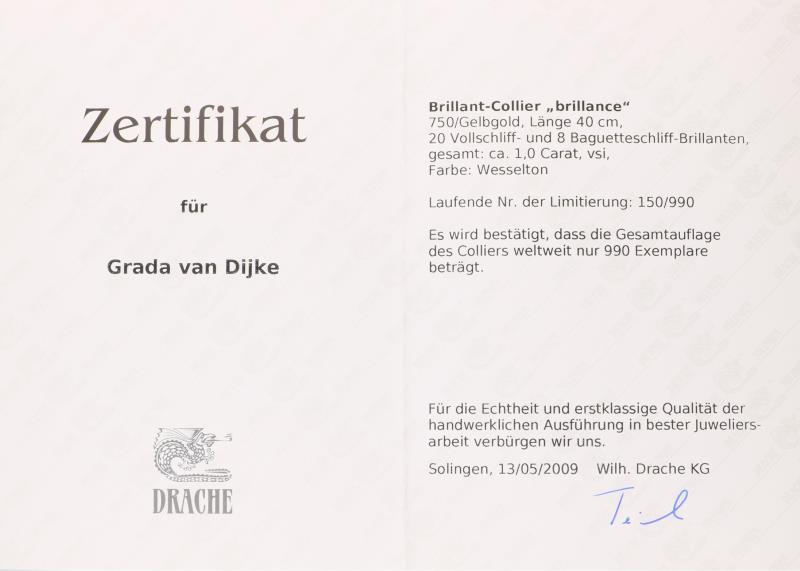 Zertifikat
für
Grada van Dijke
DRACHE
Brillant-Collier „brillance“
750/Gelbgold, Länge 40 cm,
20 Vollschliff- und 8 Baguetteschliff-Brillanten,
gesamt: ca. 1,0 Carat, vsi,
Farbe: Wesselton
Laufende Nr. der Limitierung: 150/990
Es wird bestätigt, dass die Gesamtauflage
des Colliers weltweit nur 990 Exemplare
beträgt.
Für die Echtheit und erstklassige Qualität der
handwerklichen Ausführung in bester Juweliers-
arbeit verbürgen wir uns.
Solingen, 13/05/2009 Wilh. Drache KG